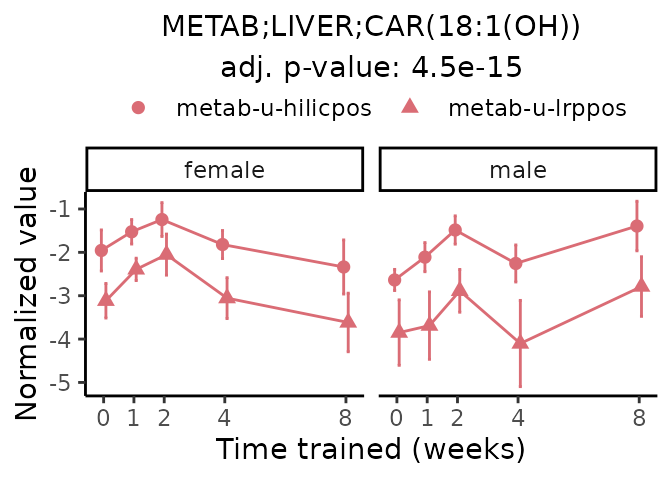 METAB;LIVER;CAR(18:1(OH))
adj. p-value: 4.5e-15
metab-u-hilicpos metab-u-lrppos
female male
Normalized value
-1
-2
-3
-4
-5
0 1 2 4 8 0 1 2 4 8
Time trained (weeks)